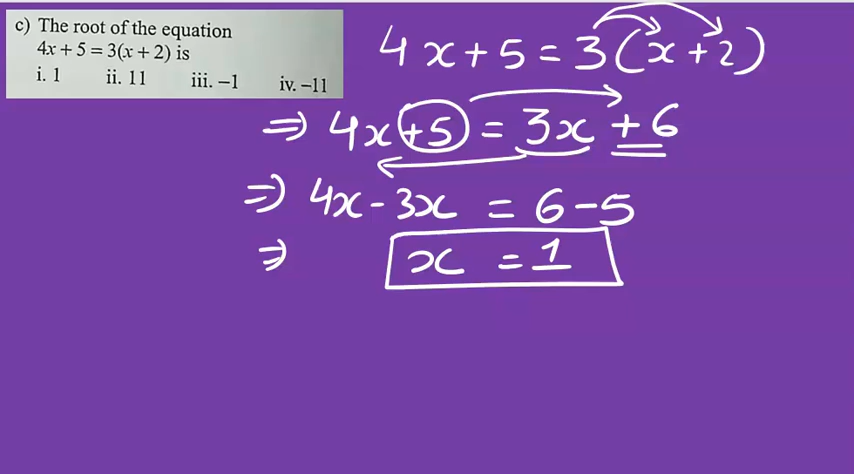 c) The root of the equation
4x + 5 = 3(x + 2) is
i. 1 ii. 11 iii. −1 iv. −11
4x + 5 = 3(x + 2)
⇒ 4x + 5 = 3x + 6
⇒ 4x - 3x = 6 - 5
⇒ x = 1